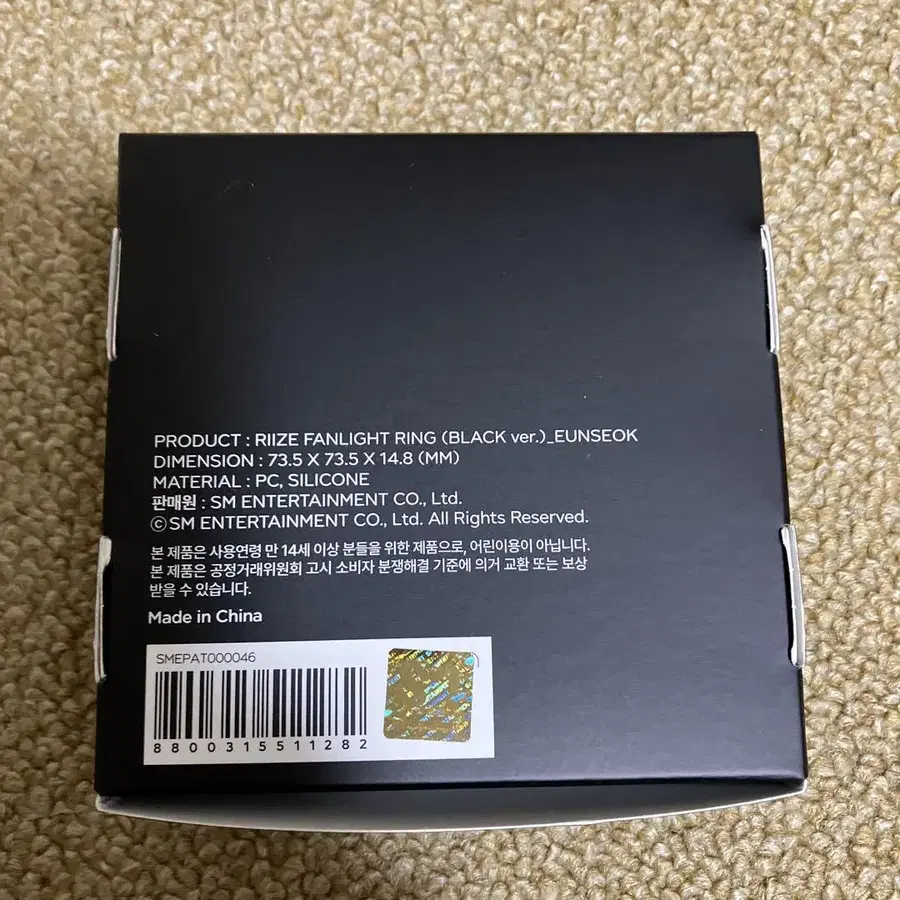 PRODUCT : RIIZE FANLIGHT RING (BLACK ver.)_EUNSEOK
DIMENSION : 73.5 X 73.5 X 14.8 (MM)
MATERIAL : PC, SILICONE
판매원 : SM ENTERTAINMENT CO., Ltd.
©SM ENTERTAINMENT CO., Ltd. All Rights Reserved.
본 제품은 사용연령 만 14세 이상 분들을 위한 제품으로, 어린이용이 아닙니다.
본 제품은 공정거래위원회 고시 소비자 분쟁해결 기준에 의거 교환 또는 보상
받을 수 있습니다.
Made in China
SMEPAT000046
8800315511282